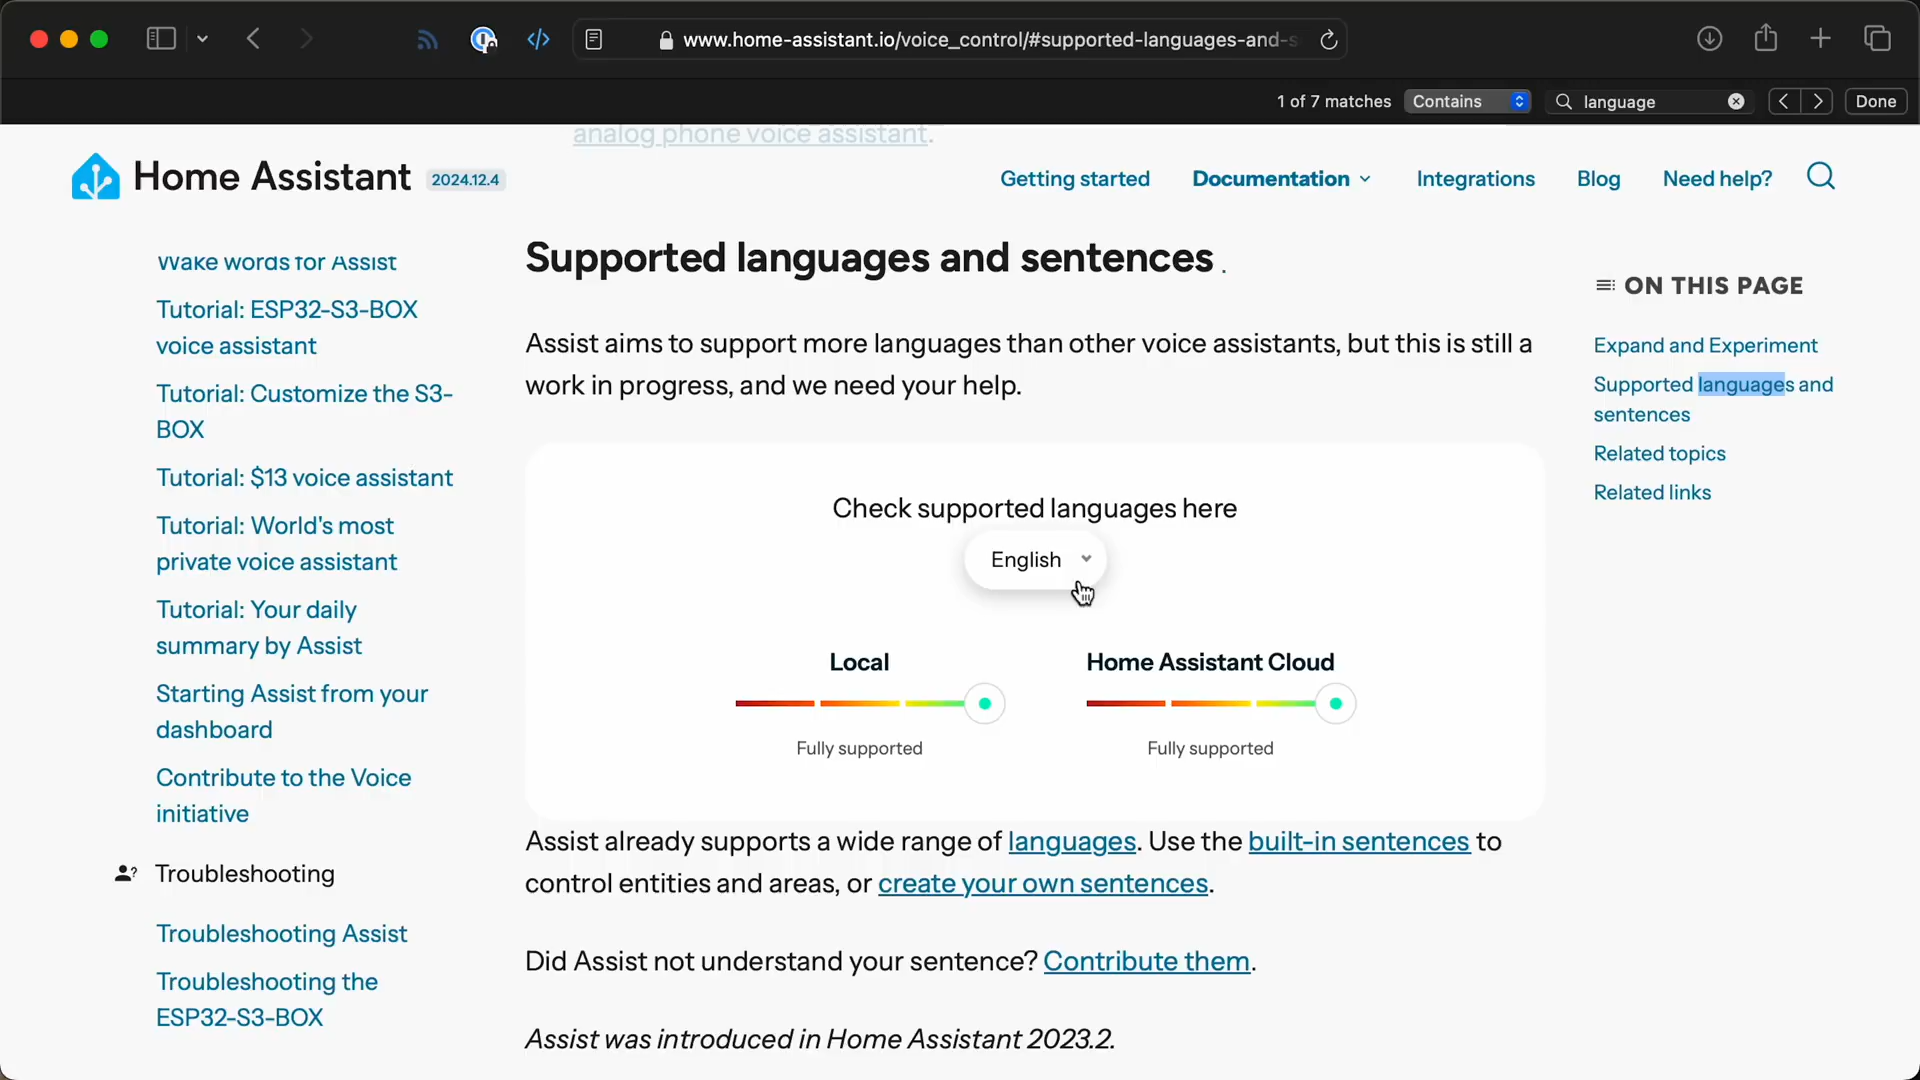 www.home-assistant.io/voice_control/#supported-languages-and-s
1 of 7 matches
Contains
language
Done
analog phone voice assistant.
Home Assistant 2024.12.4
Getting started
Documentation
Integrations
Blog
Need help?
Wake words for Assist
Tutorial: ESP32-S3-BOX
voice assistant
Tutorial: Customize the S3-
BOX
Tutorial: $13 voice assistant
Tutorial: World's most
private voice assistant
Tutorial: Your daily
summary by Assist
Starting Assist from your
dashboard
Contribute to the Voice
initiative
Troubleshooting
Troubleshooting Assist
Troubleshooting the
ESP32-S3-BOX
Supported languages and sentences
Assist aims to support more languages than other voice assistants, but this is still a
work in progress, and we need your help.
Check supported languages here
English
Local
Fully supported
Home Assistant Cloud
Fully supported
Assist already supports a wide range of languages. Use the built-in sentences to
control entities and areas, or create your own sentences.
Did Assist not understand your sentence? Contribute them.
Assist was introduced in Home Assistant 2023.2.
ON THIS PAGE
Expand and Experiment
Supported languages and
sentences
Related topics
Related links